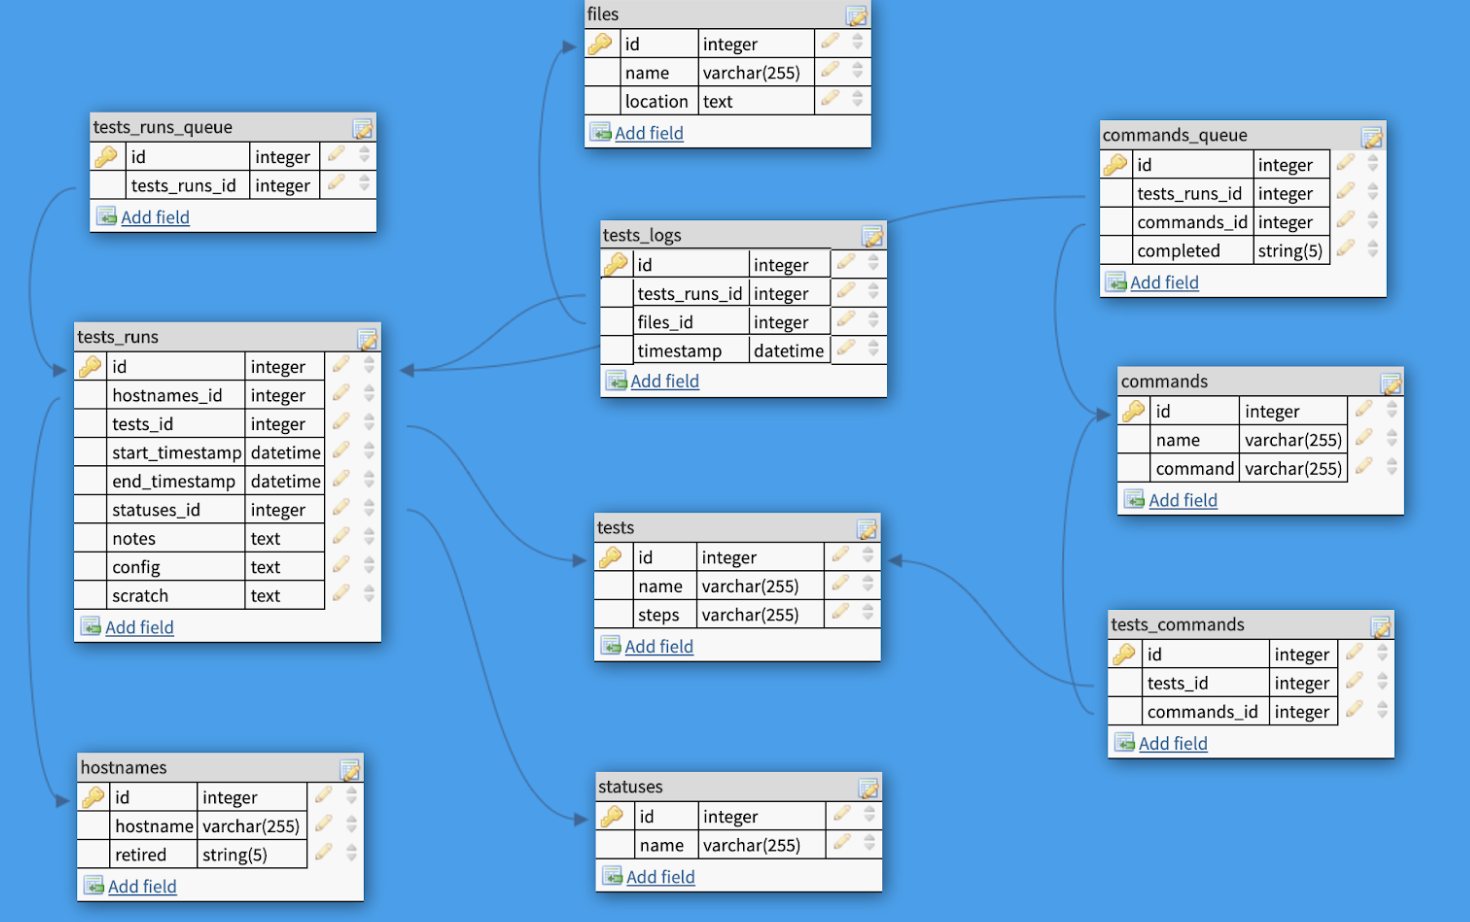 files
id integer
name varchar(255)
location text
Add field
tests_runs_queue
id integer
tests_runs_id integer
Add field
commands_queue
id integer
tests_runs_id integer
commands_id integer
completed string(5)
Add field
tests_logs
id integer
tests_runs_id integer
files_id integer
timestamp datetime
Add field
tests_runs
id integer
hostnames_id integer
tests_id integer
start_timestamp datetime
end_timestamp datetime
statuses_id integer
notes text
config text
scratch text
Add field
commands
id integer
name varchar(255)
command varchar(255)
Add field
tests
id integer
name varchar(255)
steps varchar(255)
Add field
tests_commands
id integer
tests_id integer
commands_id integer
Add field
hostnames
id integer
hostname varchar(255)
retired string(5)
Add field
statuses
id integer
name varchar(255)
Add field